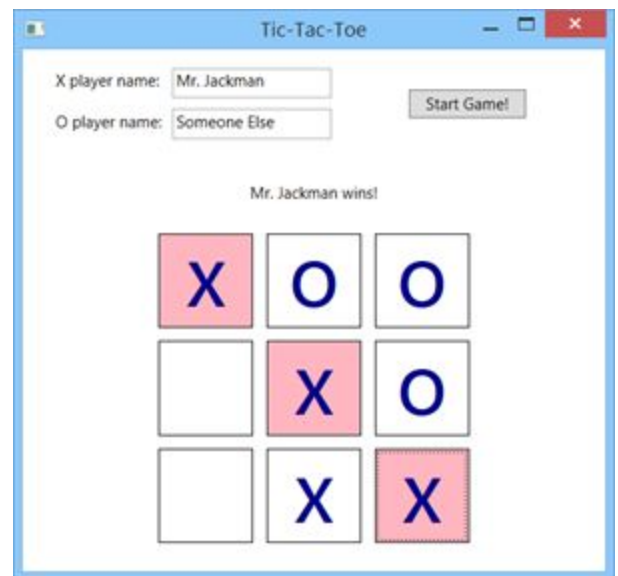 Tic-Tac-Toe
X player name: Mr. Jackman
Start Game!
O player name: Someone Else
Mr. Jackman wins!
X O O
X O
X X